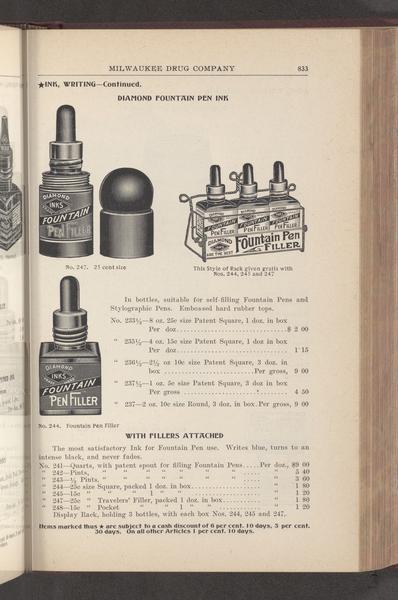 MILWAUKEE DRUG COMPANY 833
★INK, WRITING—Continued.
DIAMOND FOUNTAIN PEN INK
DIAMOND
INKS
FOUNTAIN
PEN FILLER
DIAMOND
Fountain Pen
FILLER
No. 247. 25 cent size
This Style of Rack given gratis with
Nos. 244, 245 and 247
DIAMOND
INKS
FOUNTAIN
PEN FILLER
No. 244. Fountain Pen Filler
In bottles, suitable for self-filling Fountain Pens and
Stylographic Pens. Embossed hard rubber tops.
No. 233½—8 oz. 25c size Patent Square, 1 doz. in box
Per doz. $ 2 00
" 235½—4 oz. 15c size Patent Square, 1 doz. in box
Per doz. 1 15
" 236½—2½ oz 10c size Patent Square, 3 doz. in
box Per gross, 9 00
" 237½—1 oz. 5c size Patent Square, 3 doz in box
Per gross 4 50
" 237—2 oz. 10c size Round, 3 doz. in box. Per gross, 9 00
WITH FILLERS ATTACHED
The most satisfactory Ink for Fountain Pen use. Writes blue, turns to an
intense black, and never fades.
No. 241—Quarts, with patent spout for filling Fountain Pens.....Per doz., $9 00
" 242—Pints, " " " " " " "
" 243—½ Pints, " " " " " " " 3 60
" 244—25c size Square, packed 1 doz. in box " 1 80
" 245—15c " " " 1 " " " 1 20
" 247—25c " Travelers' Filler, packed 1 doz. in box " 1 80
" 248—15c " Pocket " " 1 " " " 1 20
Display Rack, holding 3 bottles, with each box Nos. 244, 245 and 247.
Items marked thus ★ are subject to a cash discount of 6 per cent. 10 days, 5 per cent.
30 days. On all other Articles 1 per cent. 10 days.